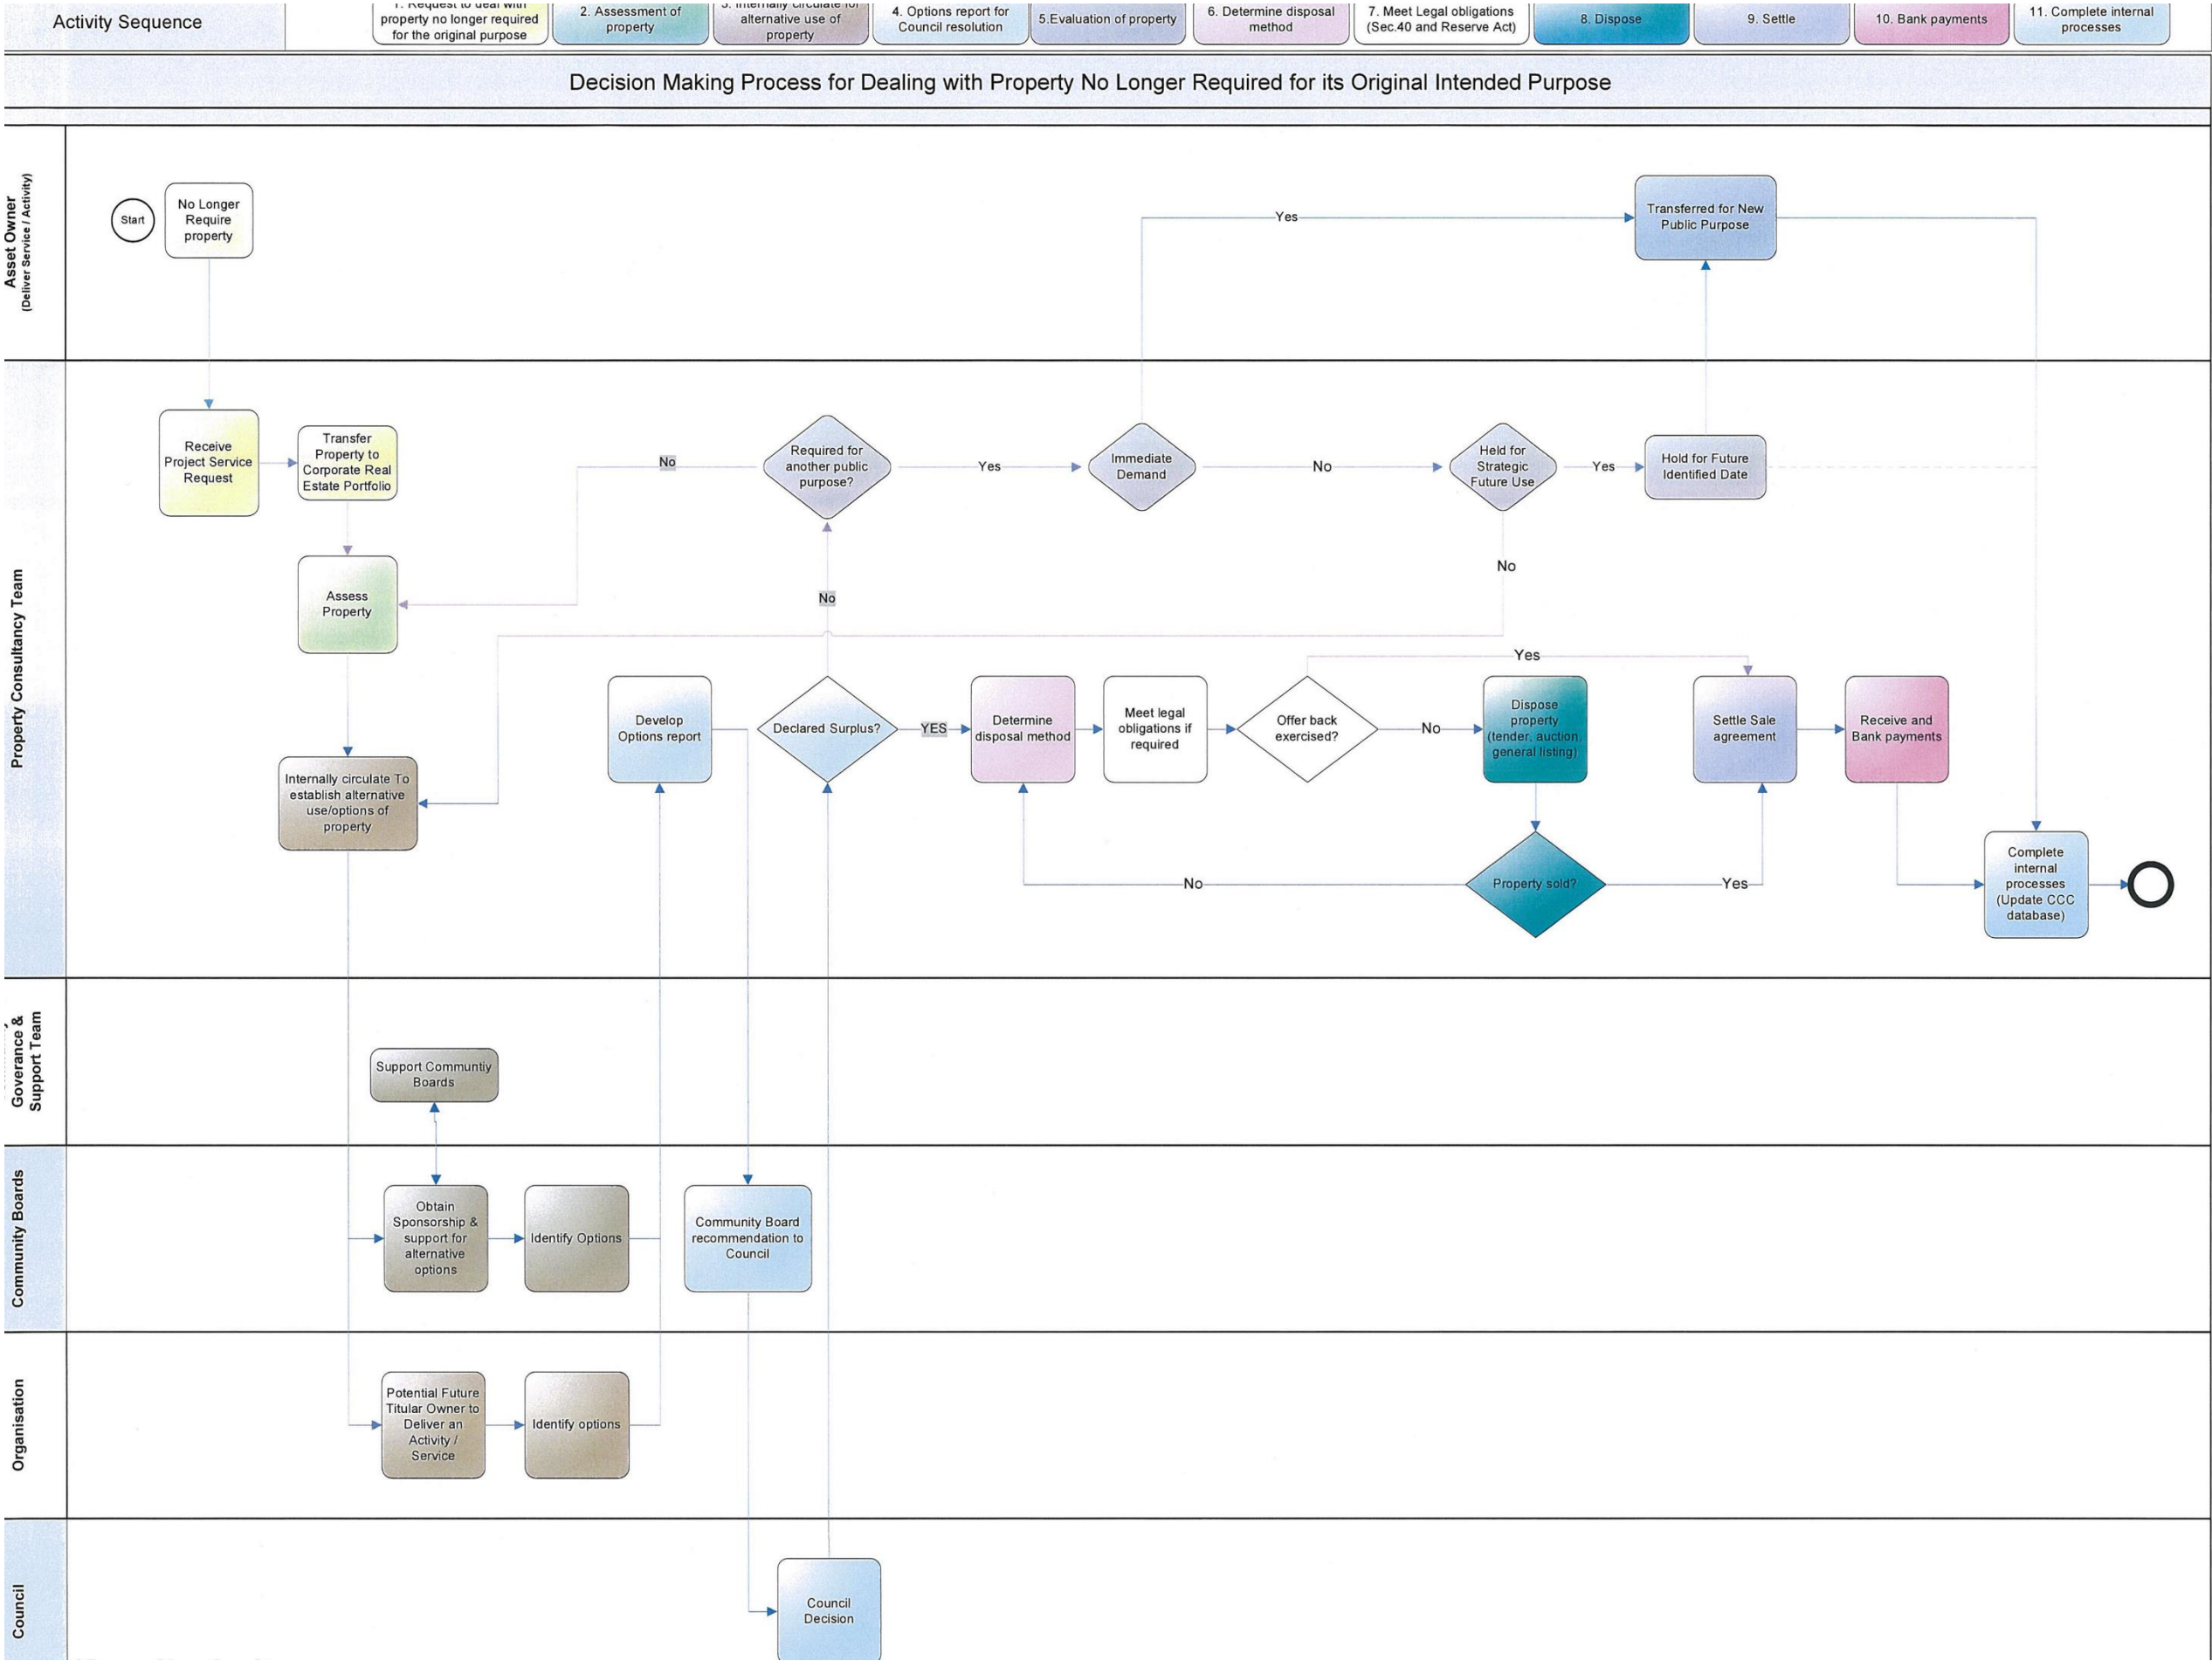 Activity Sequence
1. Request to deal with
property no longer required
for the original purpose
2. Assessment of
property
3. Internally circulate for
alternative use of
property
4. Options report for
Council resolution
5.Evaluation of property
6. Determine disposal
method
7. Meet Legal obligations
(Sec.40 and Reserve Act)
8. Dispose
9. Settle
10. Bank payments
11. Complete internal
processes
Decision Making Process for Dealing with Property No Longer Required for its Original Intended Purpose
Asset Owner
(Deliver Service / Activity)
Start
No Longer
Require
property
Yes
Transferred for New
Public Purpose
Property Consultancy Team
Receive
Project Service
Request
Transfer
Property to
Corporate Real
Estate Portfolio
No
Required for
another public
purpose?
Yes
Immediate
Demand
No
Held for
Strategic
Future Use
Yes
Hold for Future
Identified Date
No
Assess
Property
No
Yes
Develop
Options report
Declared Surplus?
YES
Determine
disposal method
Meet legal
obligations if
required
Offer back
exercised?
No
Dispose
property
(tender, auction,
general listing)
Settle Sale
agreement
Receive and
Bank payments
Internally circulate To
establish alternative
use/options of
property
No
Property sold?
Yes
Complete
internal
processes
(Update CCC
database)
Goverance &
Support Team
Support Communtiy
Boards
Community Boards
Obtain
Sponsorship &
support for
alternative
options
Identify Options
Community Board
recommendation to
Council
Organisation
Potential Future
Titular Owner to
Deliver an
Activity /
Service
Identify options
Council
Council
Decision